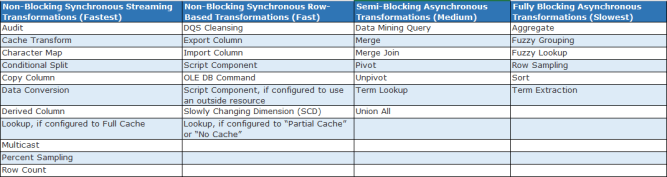 Non-Blocking Synchronous Streaming Transformations (Fastest)
Non-Blocking Synchronous Row-Based Transformations (Fast)
Semi-Blocking Asynchronous Transformations (Medium)
Fully Blocking Asynchronous Transformations (Slowest)
Audit
DQS Cleansing
Data Mining Query
Aggregate
Cache Transform
Export Column
Merge
Fuzzy Grouping
Character Map
Import Column
Merge Join
Fuzzy Lookup
Conditional Split
Script Component
Pivot
Row Sampling
Copy Column
OLE DB Command
Unpivot
Sort
Data Conversion
Script Component, if configured to use
an outside resource
Term Lookup
Term Extraction
Derived Column
Slowly Changing Dimension (SCD)
Union All
Lookup, if configured to Full Cache
Lookup, if configured to "Partial Cache"
or "No Cache"
Multicast
Percent Sampling
Row Count